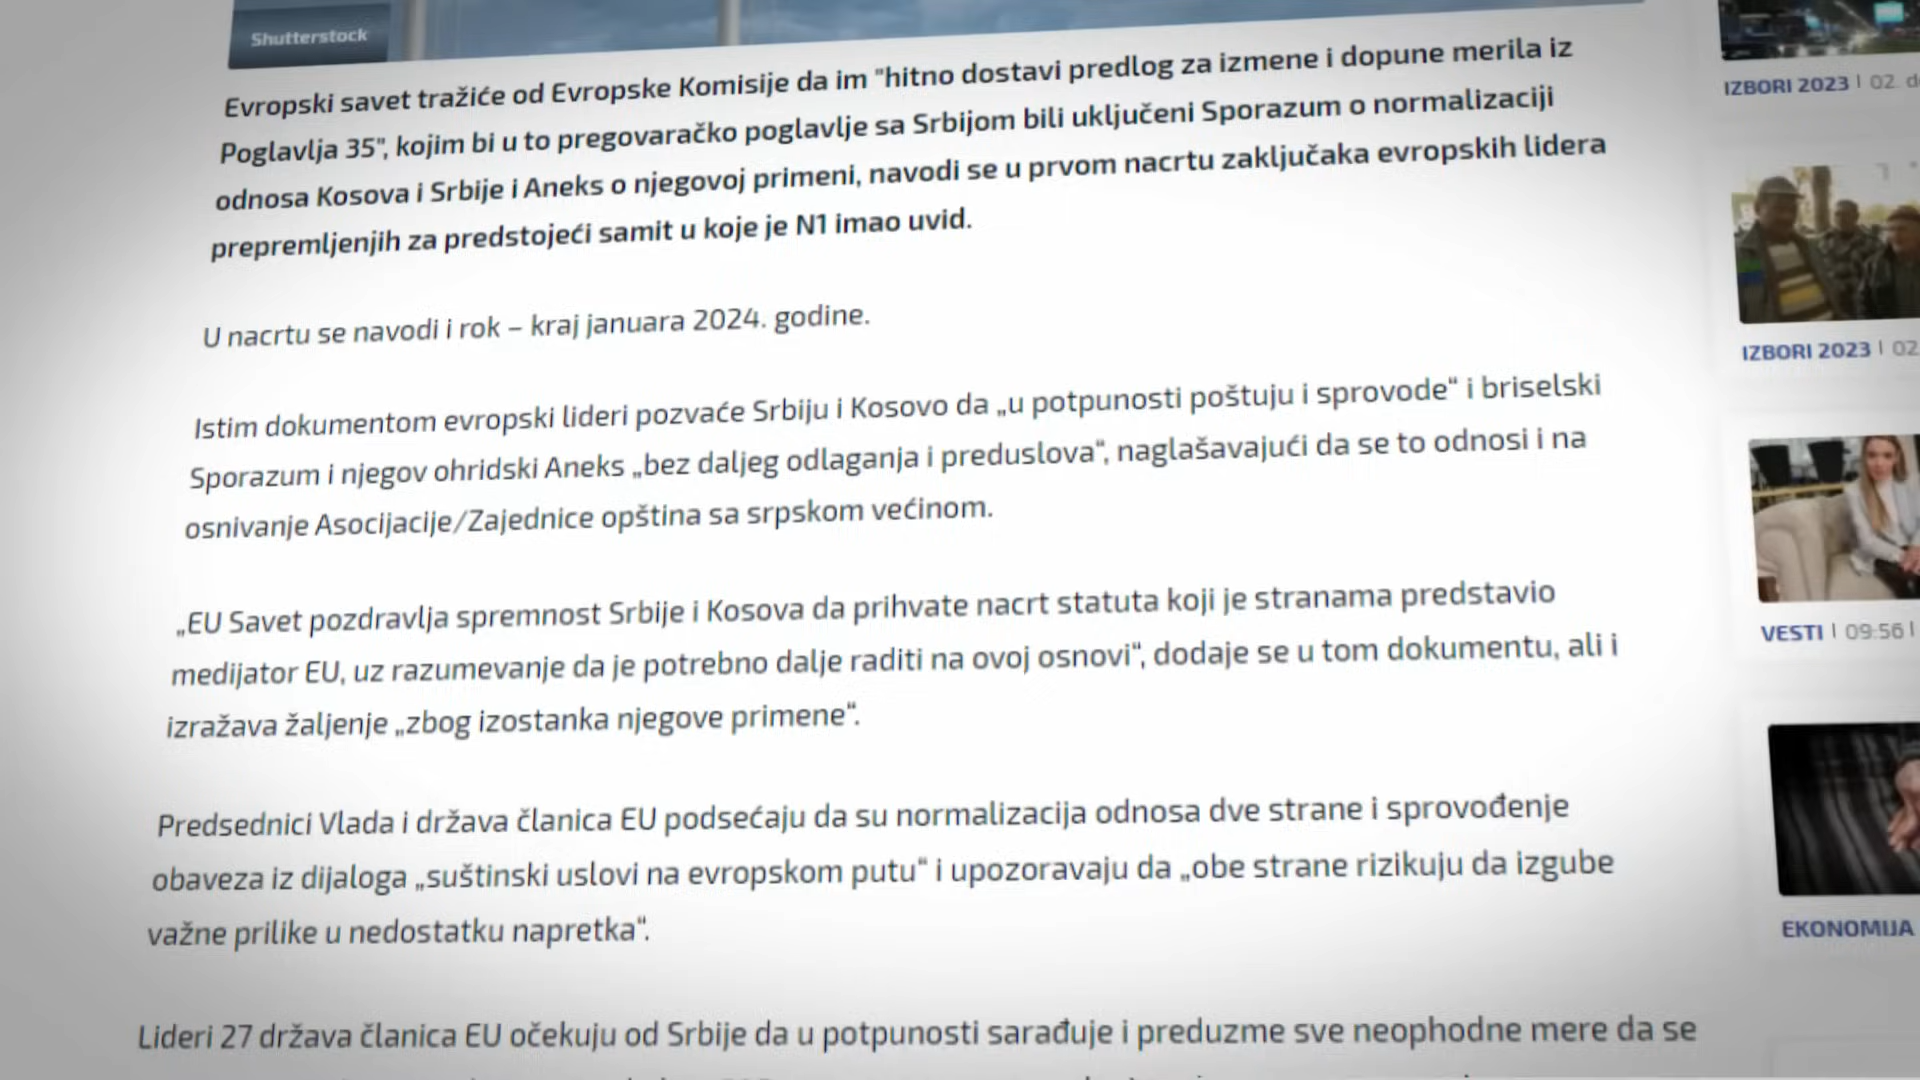 Shutterstock
Evropski savet tražiće od Evropske Komisije da im "hitno dostavi predlog za izmene i dopune merila iz
Poglavlja 35", kojim bi u to pregovaračko poglavlje sa Srbijom bili uključeni Sporazum o normalizaciji
odnosa Kosova i Srbije i Aneks o njegovoj primeni, navodi se u prvom nacrtu zaključaka evropskih lidera
prepremljenjih za predstojeći samit u koje je N1 imao uvid.
U nacrtu se navodi i rok – kraj januara 2024. godine.
Istim dokumentom evropski lideri pozvaće Srbiju i Kosovo da „u potpunosti poštuju i sprovode“ i briselski
Sporazum i njegov ohridski Aneks „bez daljeg odlaganja i preduslova“, naglašavajući da se to odnosi i na
osnivanje Asocijacije/Zajednice opština sa srpskom većinom.
„EU Savet pozdravlja spremnost Srbije i Kosova da prihvate nacrt statuta koji je stranama predstavio
medijator EU, uz razumevanje da je potrebno dalje raditi na ovoj osnovi“, dodaje se u tom dokumentu, ali i
izražava žaljenje „zbog izostanka njegove primene“.
Predsednici Vlada i država članica EU podsećaju da su normalizacija odnosa dve strane i sprovođenje
obaveza iz dijaloga „suštinski uslovi na evropskom putu“ i upozoravaju da „obe strane rizikuju da izgube
važne prilike u nedostatku napretka“.
Lideri 27 država članica EU očekuju od Srbije da u potpunosti sarađuje i preduzme sve neophodne mere da se
IZBORI 2023 | 02. d
IZBORI 2023 | 02
VESTI | 09:56 |
EKONOMIJA